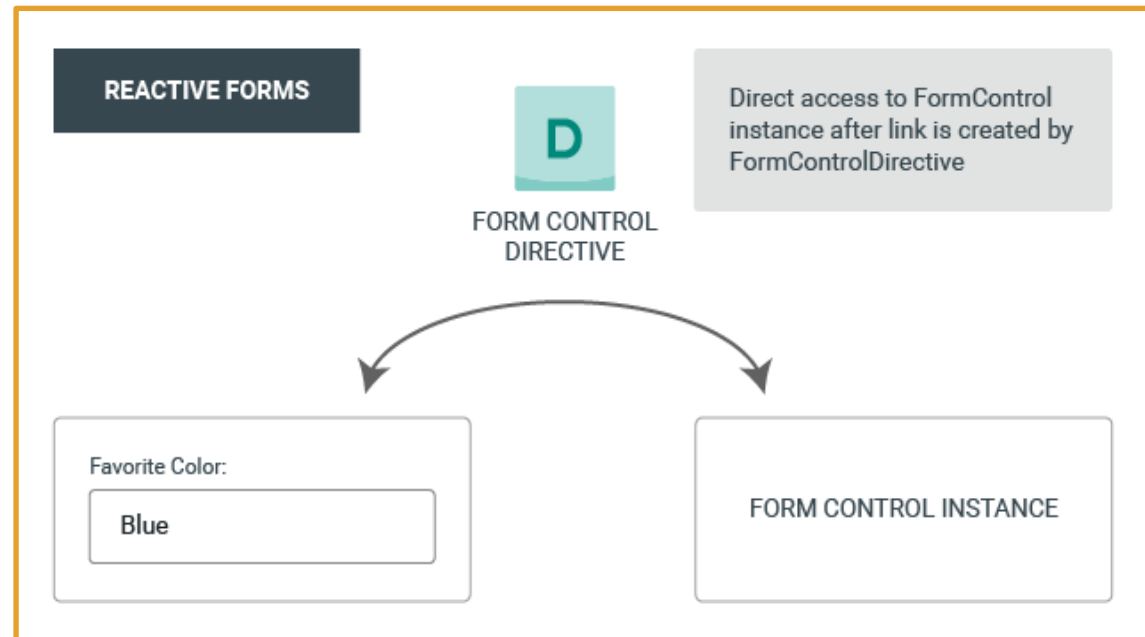 REACTIVE FORMS
D
FORM CONTROL
DIRECTIVE
Direct access to FormControl
instance after link is created by
FormControlDirective
Favorite Color:
Blue
FORM CONTROL INSTANCE